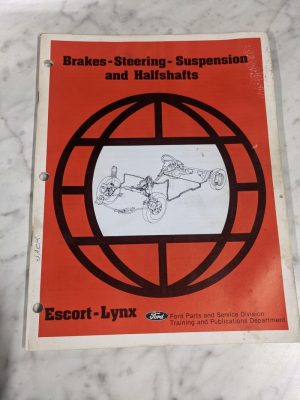 Brakes-Steering-Suspension
and Halfshafts
Escort-Lynx
Ford
Ford Parts and Service Division
Training and Publications Department